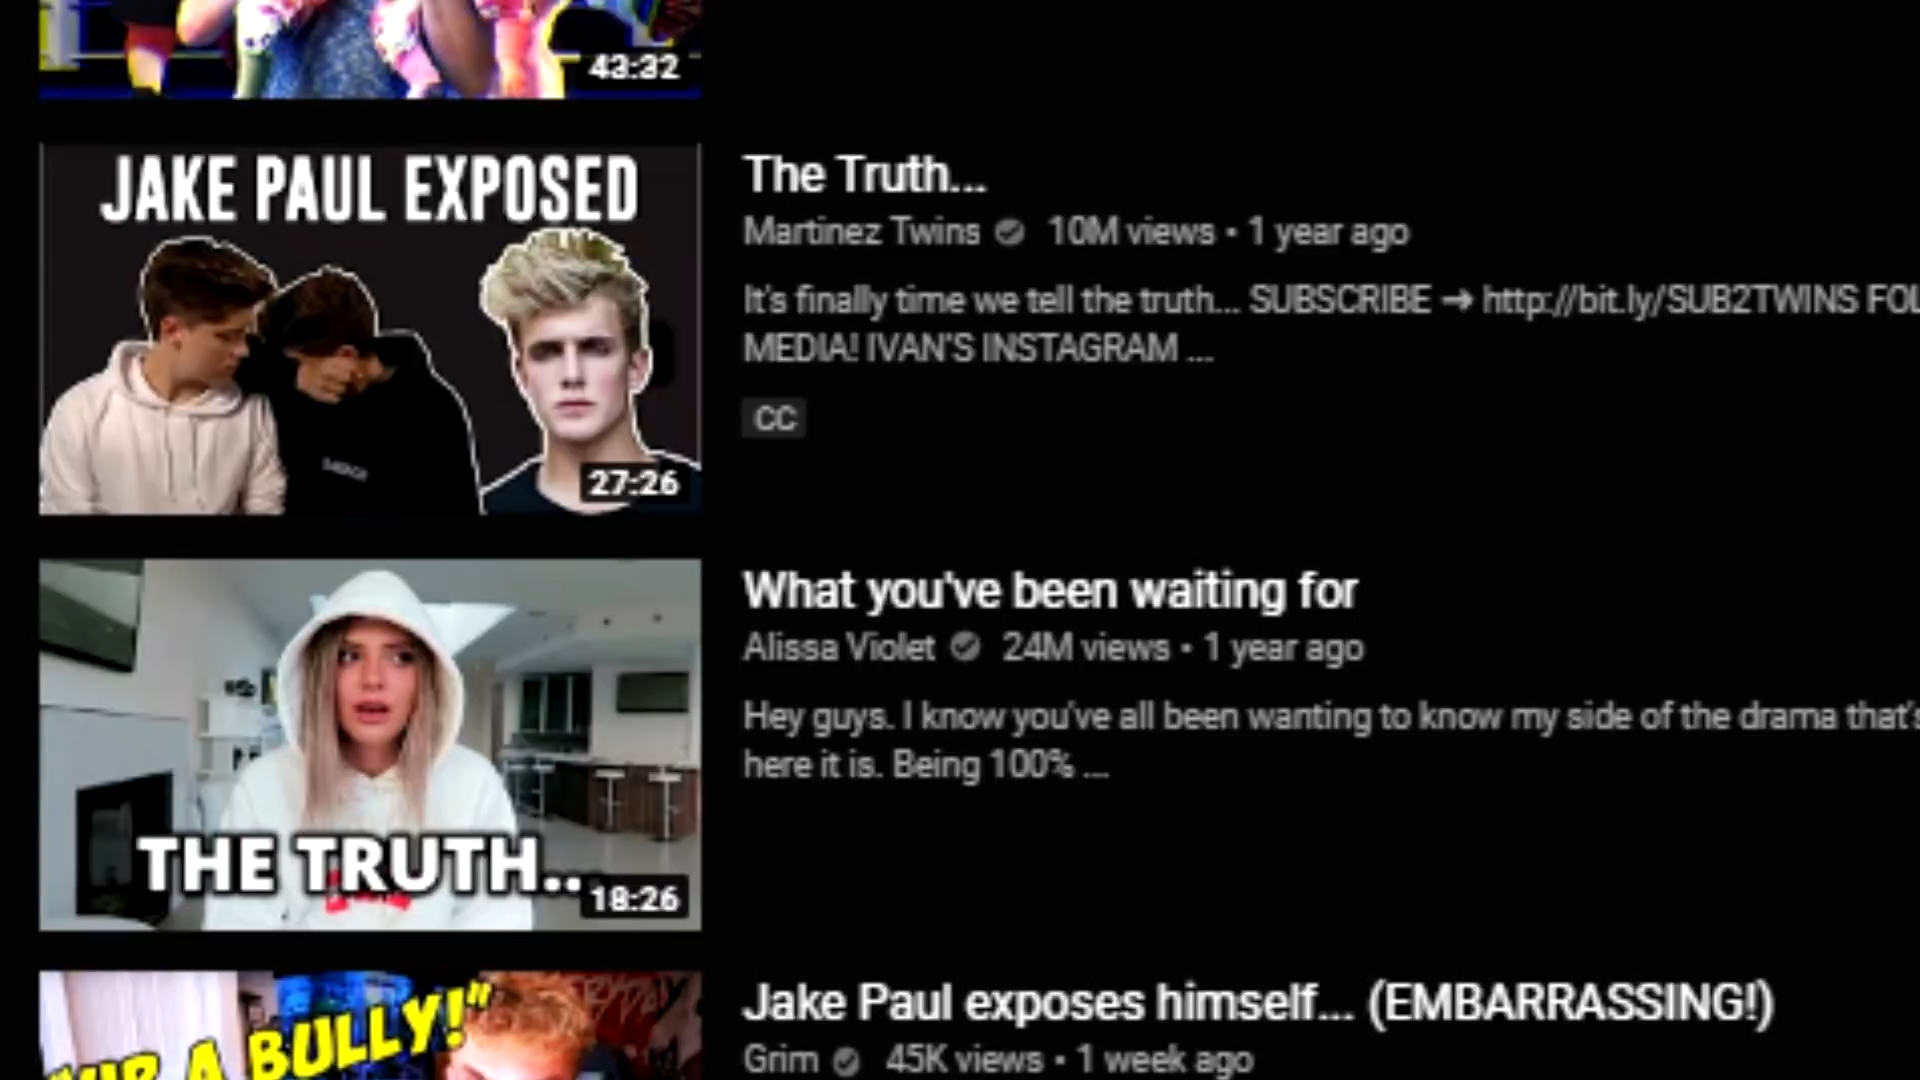 43:32
JAKE PAUL EXPOSED
27:26
The Truth...
Martinez Twins 10M views • 1 year ago
It's finally time we tell the truth... SUBSCRIBE ➔ http://bit.ly/SUB2TWINS FOL
MEDIA! IVAN'S INSTAGRAM ...
CC
THE TRUTH..
18:26
What you've been waiting for
Alissa Violet 24M views • 1 year ago
Hey guys. I know you've all been wanting to know my side of the drama that's
here it is. Being 100% ...
A BULLY!"
Jake Paul exposes himself... (EMBARRASSING!)
Grim 45K views • 1 week ago